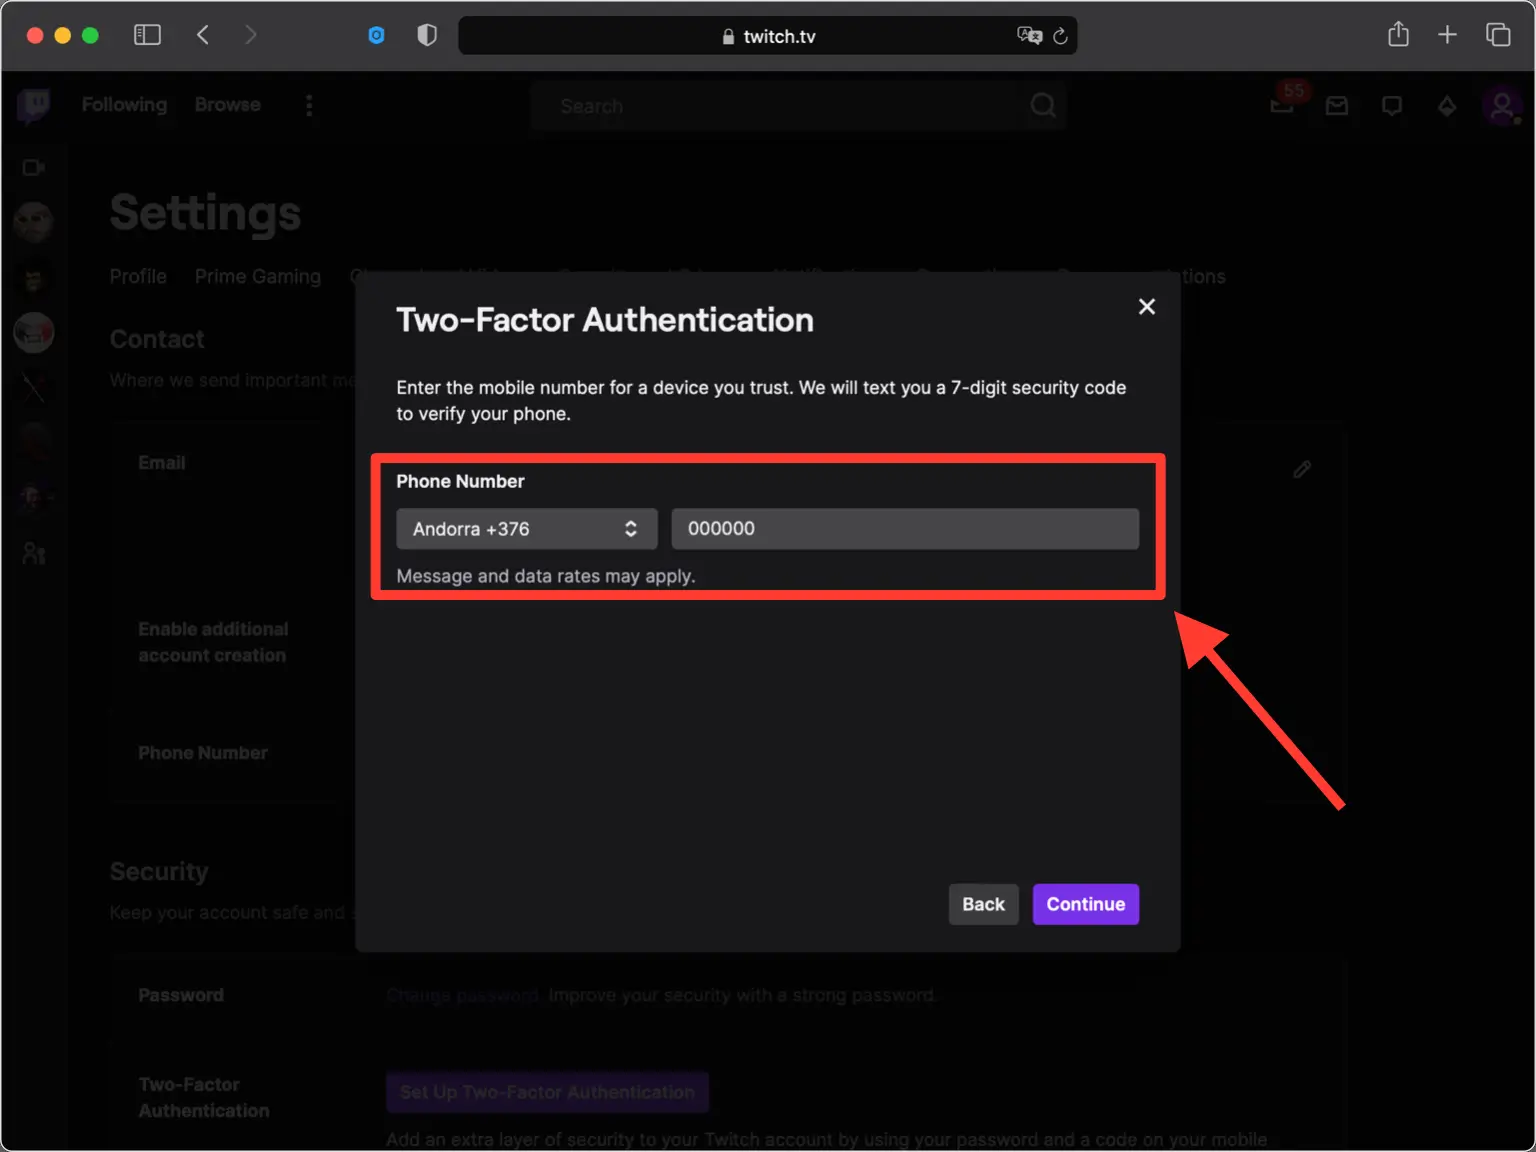 twitch.tv
Following Browse Search 55
Settings
Profile Prime Gaming
Contact
Where we send important
Two-Factor Authentication
Enter the mobile number for a device you trust. We will text you a 7-digit security code
to verify your phone.
Email
Phone Number
Andorra +376 000000
Message and data rates may apply.
Enable additional
account creation
Phone Number
Back Continue
Security
Keep your account safe and
Password Change password. Improve your security with a strong password.
Two-Factor
Authentication
Set Up Two-Factor Authentication
Add an extra layer of security to your Twitch account by using your password and a code on your mobile